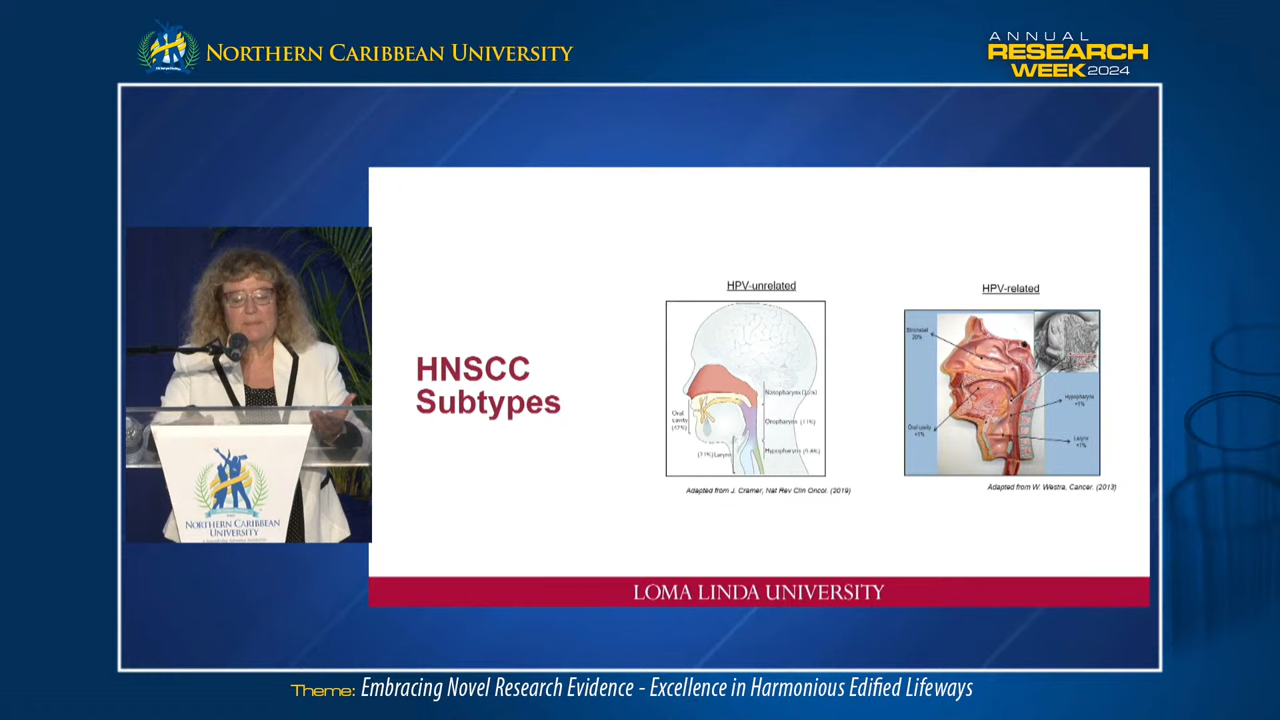 NORTHERN CARIBBEAN UNIVERSITY
ANNUAL
RESEARCH
WEEK 2024
HPV-unrelated
HPV-related
HNSCC
Subtypes
Oral
Cavity
Larynx
Nasopharynx
Oropharynx
Hypopharynx
Adapted from J. Cramer, Nat Rev Clin Oncol. (2019)
Sinonasal
20%
Hypopharynx
Oral cavity
Larynx
Adapted from W. Westra, Cancer. (2013)
NORTHERN CARIBBEAN
UNIVERSITY
LOMA LINDA UNIVERSITY
Theme: Embracing Novel Research Evidence - Excellence in Harmonious Edified Lifeways